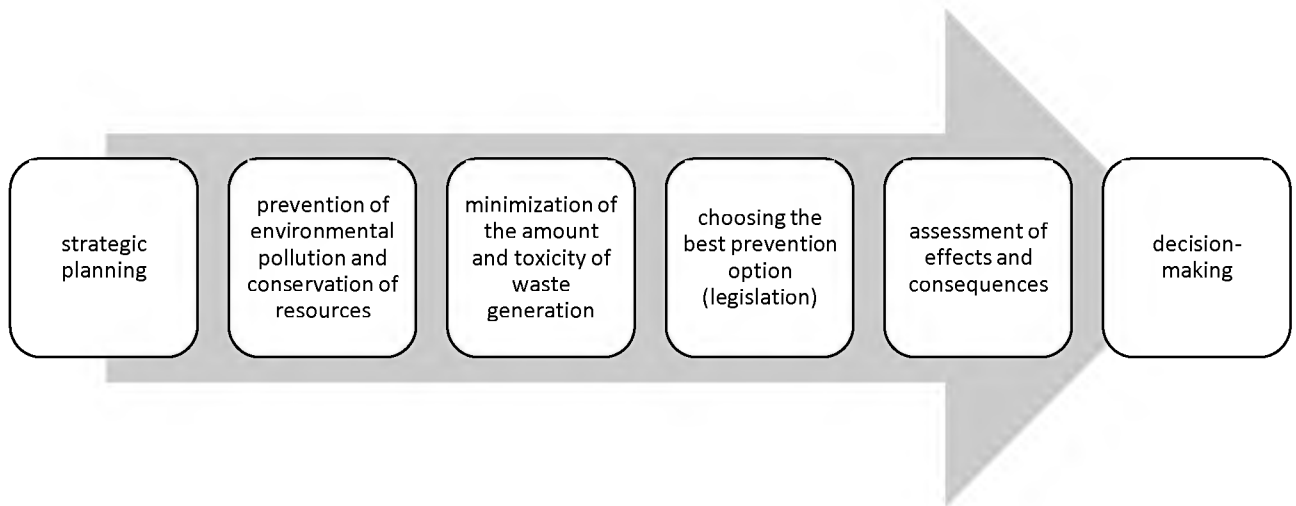 strategic
planning
prevention of
environmental
pollution and
conservation of
resources
minimization of
the amount
and toxicity of
waste
generation
choosing the
best prevention
option
(legislation)
assessment of
effects and
consequences
decision-
making